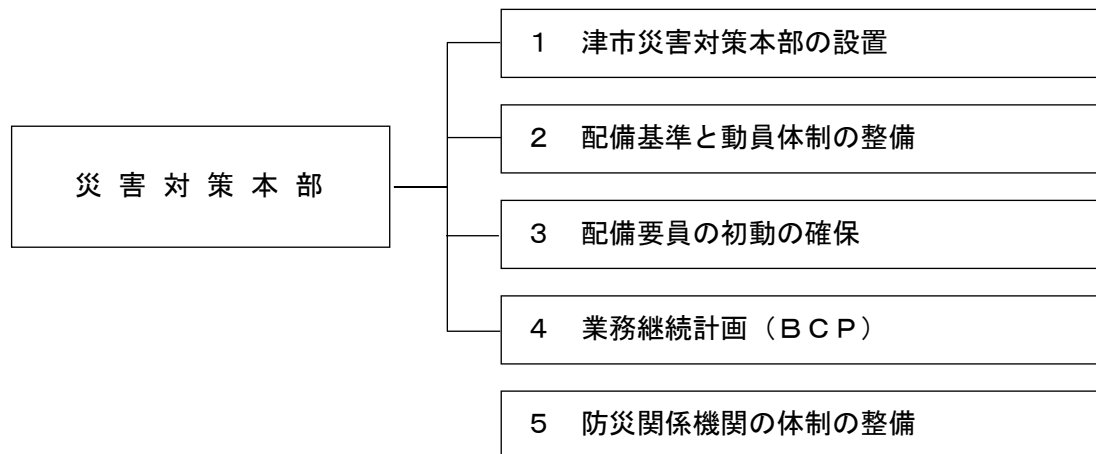 災害対策本部
１　津市災害対策本部の設置
２　配備基準と動員体制の整備
３　配備要員の初動の確保
４　業務継続計画（ＢＣＰ）
５　防災関係機関の体制の整備